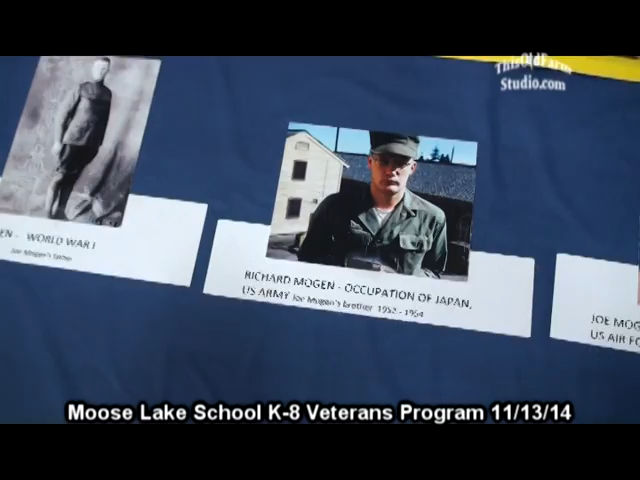 ThisOldFarm
Studio.com
EN - WORLD WAR I
Joe Mogen's father
RICHARD MOGEN - OCCUPATION OF JAPAN,
US ARMY Joe Mogen's brother 1952 - 1954
JOE MOG
US AIR FO
Moose Lake School K-8 Veterans Program 11/13/14